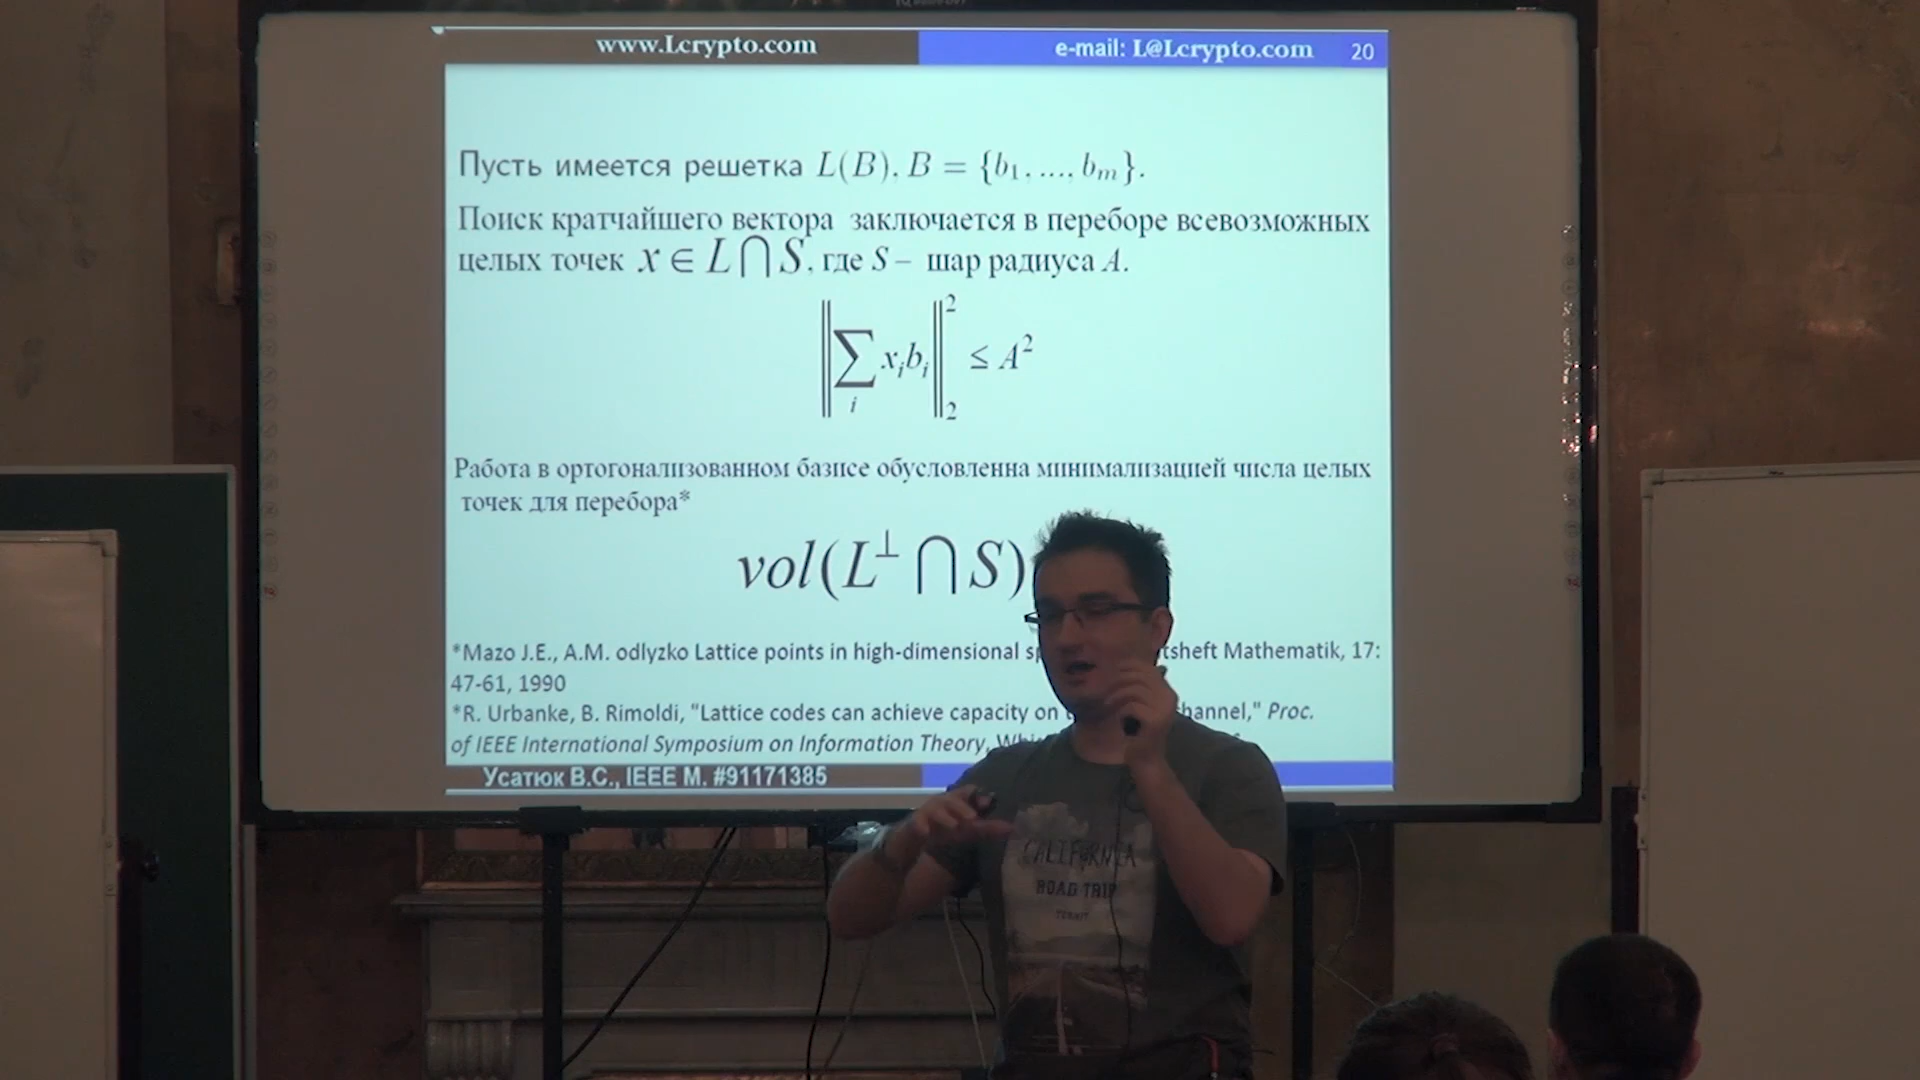 www.Lcrypto.com e-mail: L@Lcrypto.com 20
Пусть имеется решетка L(B), B = {b₁, ..., bₘ}.
Поиск кратчайшего вектора заключается в переборе всевозможных
целых точек x ∈ L ⋂ S, где S – шар радиуса A.
‖∑ᵢ xᵢbᵢ‖₂² ≤ A²
Работа в ортогонализованном базисе обусловленна минимализацией числа целых
точек для перебора*
vol(L^⊥ ⋂ S)
*Mazo J.E., A.M. odlyzko Lattice points in high-dimensional Mathematik, 17:
47-61, 1990
*R. Urbanke, B. Rimoldi, "Lattice codes can achieve capacity on channel," Proc.
of IEEE International Symposium on Information Theory,
Усатюк В.С., IEEE M. #91171385
CALIFORNIA
ROAD TRIP